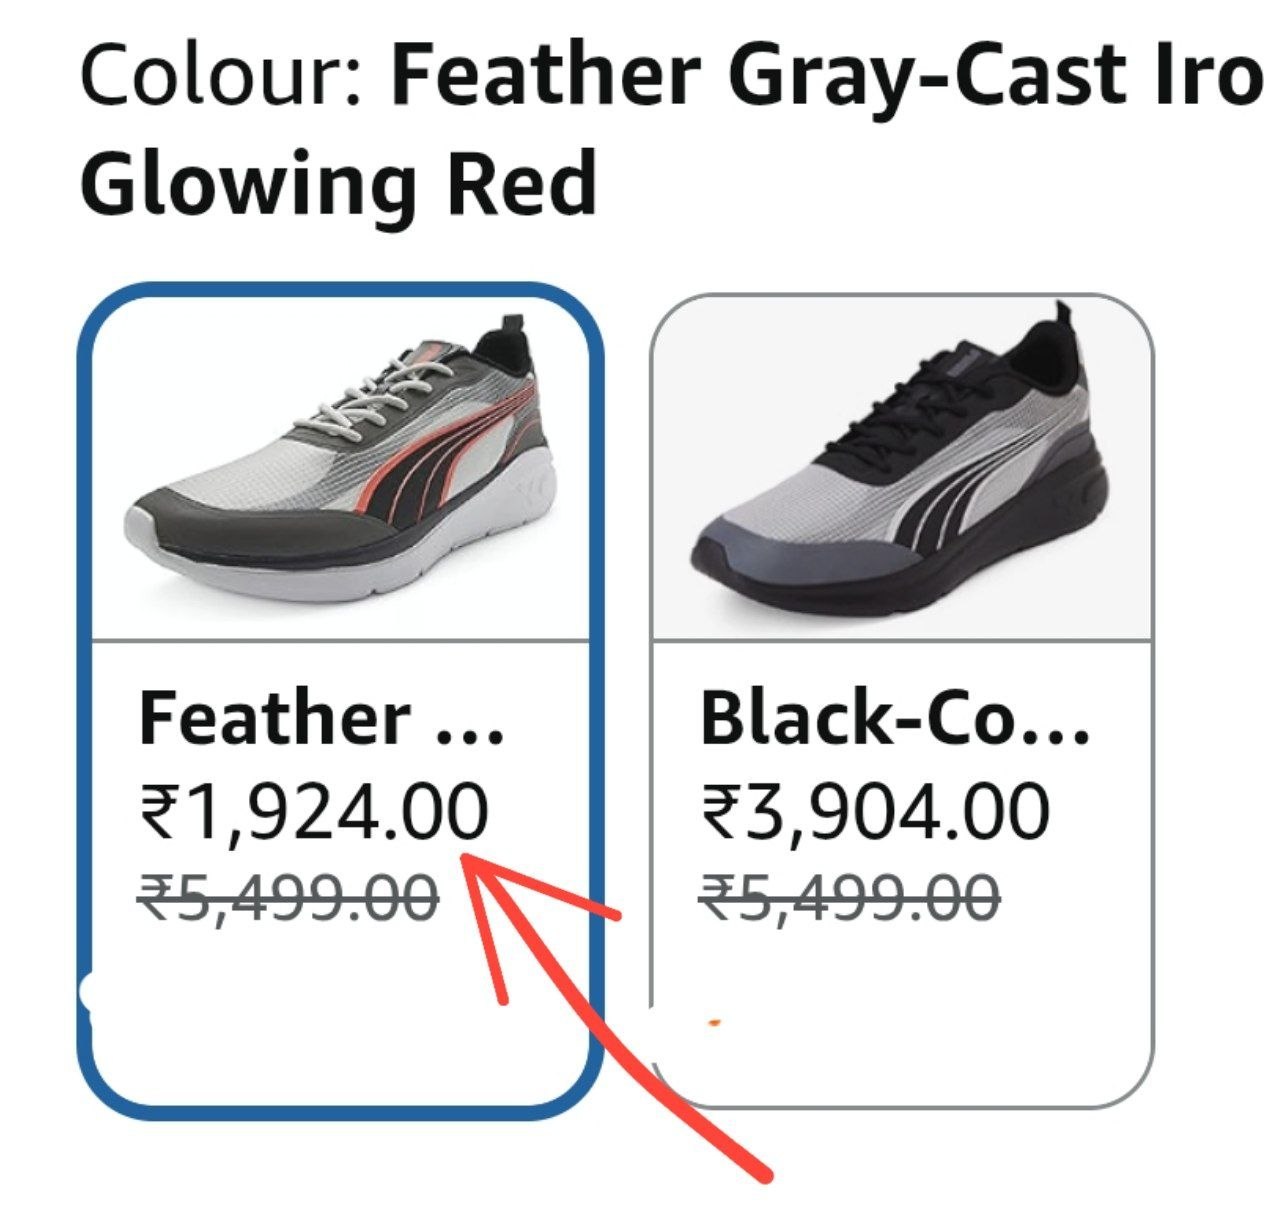 Colour: Feather Gray-Cast Iro
Glowing Red
Feather ...
₹1,924.00
₹5,499.00
Black-Co...
₹3,904.00
₹5,499.00